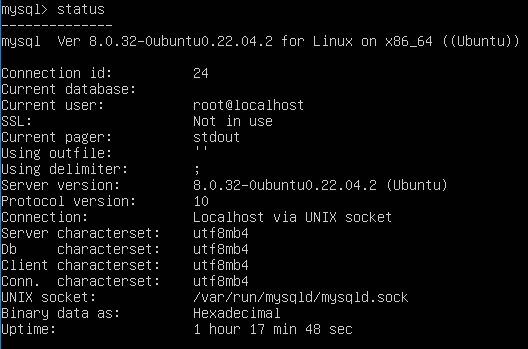 mysql> status
--------------
mysql  Ver 8.0.32-0ubuntu0.22.04.2 for Linux on x86_64 ((Ubuntu))

Connection id:          24
Current database:
Current user:           root@localhost
SSL:                    Not in use
Current pager:          stdout
Using outfile:          ''
Using delimiter:        ;
Server version:         8.0.32-0ubuntu0.22.04.2 (Ubuntu)
Protocol version:       10
Connection:             Localhost via UNIX socket
Server characterset:    utf8mb4
Db     characterset:    utf8mb4
Client characterset:    utf8mb4
Conn.  characterset:    utf8mb4
UNIX socket:            /var/run/mysqld/mysqld.sock
Binary data as:         Hexadecimal
Uptime:                 1 hour 17 min 48 sec